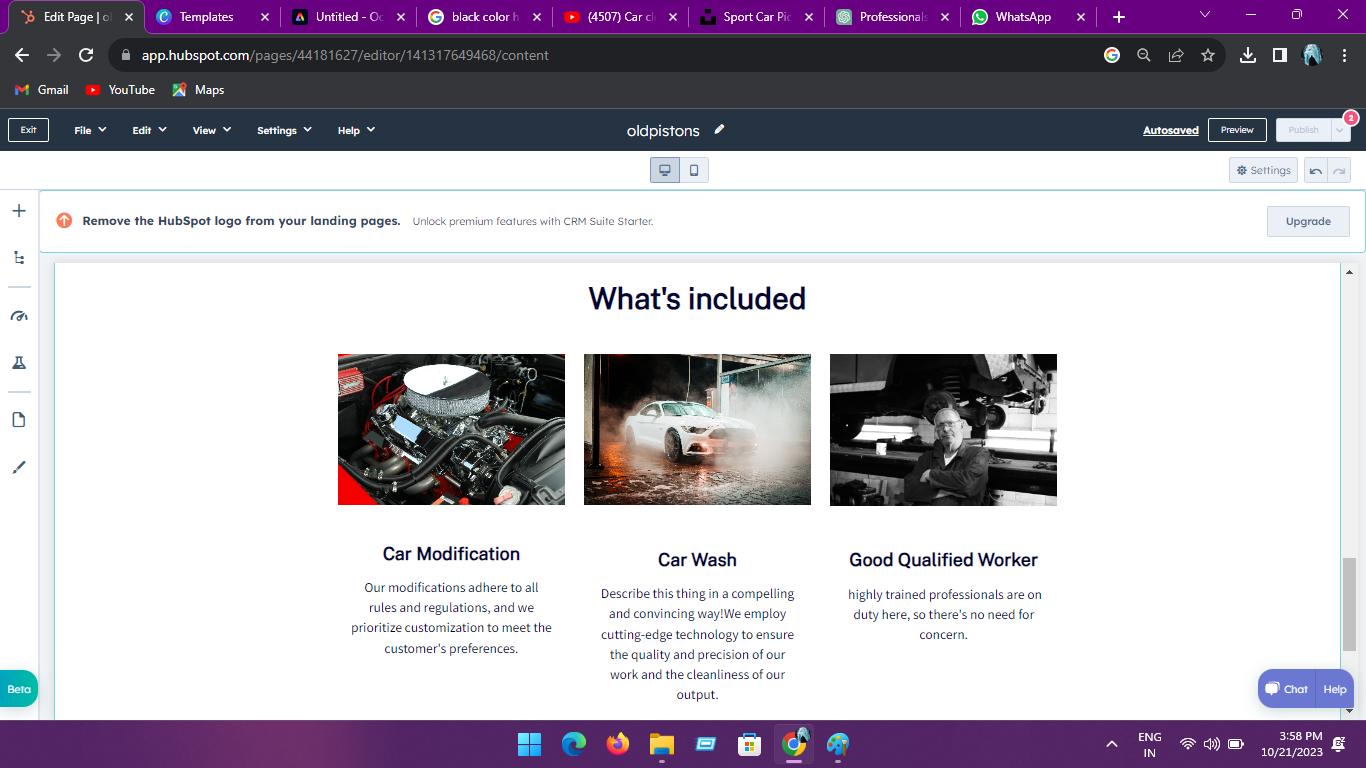 Edit Page | ol
Templates
Untitled - Oc
black color h
(4507) Car cl
Sport Car Pic
Professionals
WhatsApp
app.hubspot.com/pages/44181627/editor/141317649468/content
Gmail YouTube Maps
Exit File Edit View Settings Help oldpistons Autosaved Preview Publish 2
Settings
Remove the HubSpot logo from your landing pages. Unlock premium features with CRM Suite Starter. Upgrade
What's included
Car Modification
Our modifications adhere to all
rules and regulations, and we
prioritize customization to meet the
customer's preferences.
Car Wash
Describe this thing in a compelling
and convincing way!We employ
cutting-edge technology to ensure
the quality and precision of our
work and the cleanliness of our
output.
Good Qualified Worker
highly trained professionals are on
duty here, so there's no need for
concern.
Beta
Chat Help
ENG
IN
3:58 PM
10/21/2023